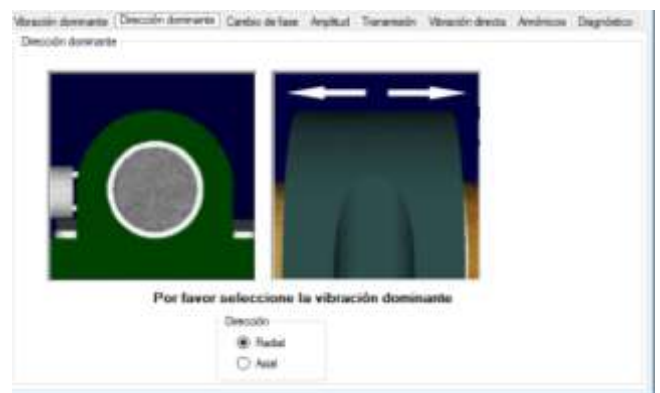 Vibración dominante Dirección dominante Cambio de fase Amplitud Transmisión Vibración directa Armónicos Diagnóstico
Dirección dominante
Por favor seleccione la vibración dominante
Dirección
Radial
Axial